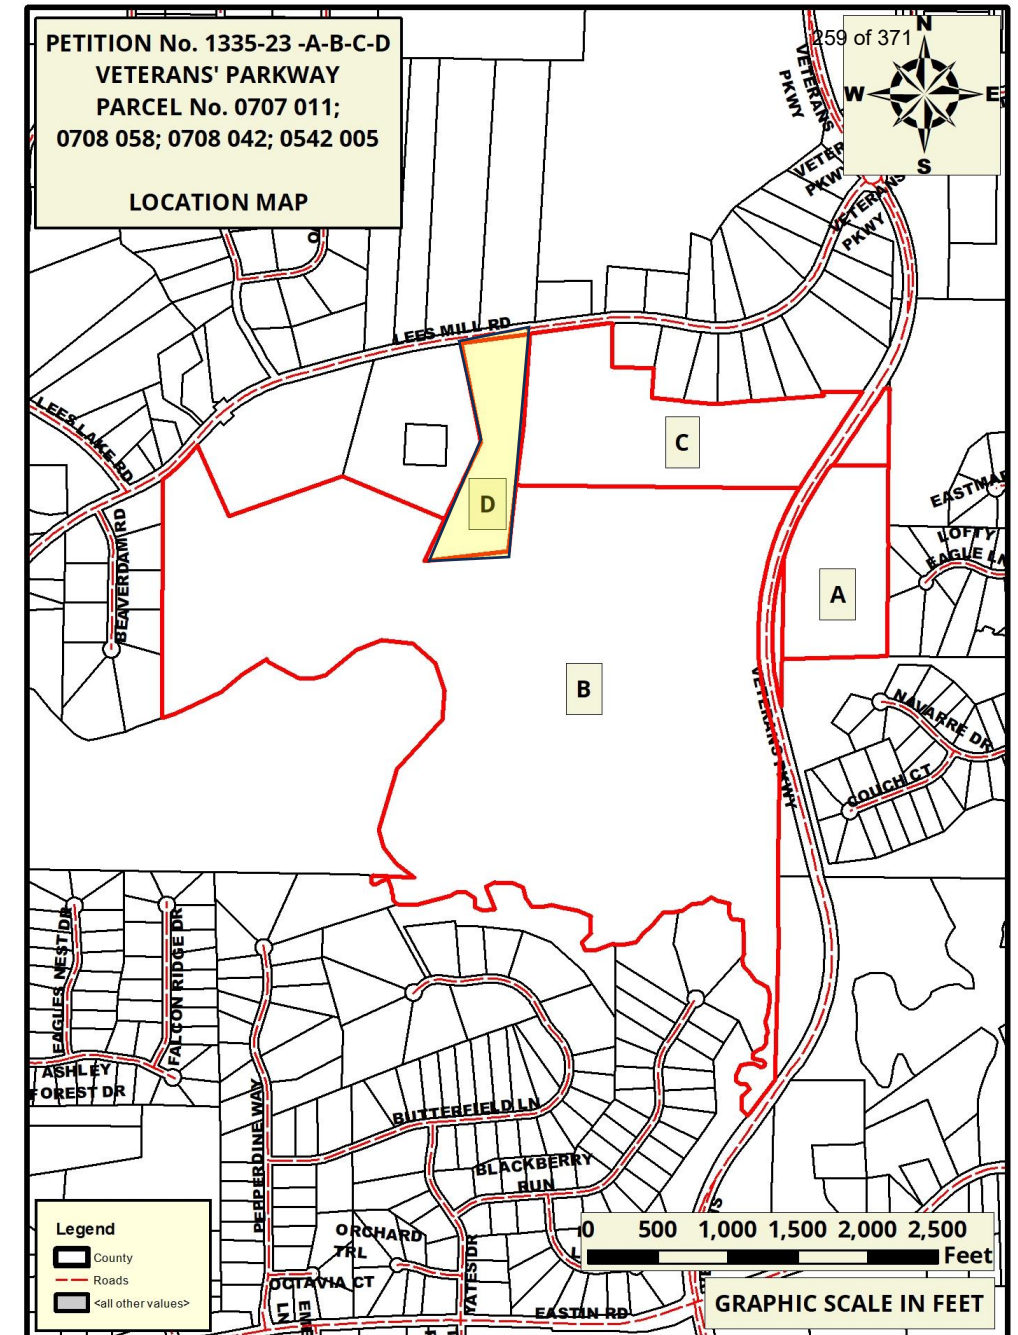 PETITION No. 1335-23 -A-B-C-D
VETERANS' PARKWAY
PARCEL No. 0707 011;
0708 058; 0708 042; 0542 005
LOCATION MAP
259 of 371
N
W
E
S
VETERANS
PKWY
PKWY
VETERANS
PKWY
LEES MILL RD
LEES LAKE RD
BEAVERDAM RD
C
D
A
B
LOFTY
EAGLE LN
VETERANS PKWY
NAVARRE DR
COUCH CT
EAGLES NEST DR
FALCON RIDGE DR
ASHLEY
FOREST DR
PEPPERDINE WAY
BUTTERFIELD LN
BLACKBERRY
RUN
ORCHARD
TRL
OCTAVIA CT
LN
YATES DR
EASTIN RD
Legend
County
Roads
<all other values>
0 500 1,000 1,500 2,000 2,500
Feet
GRAPHIC SCALE IN FEET